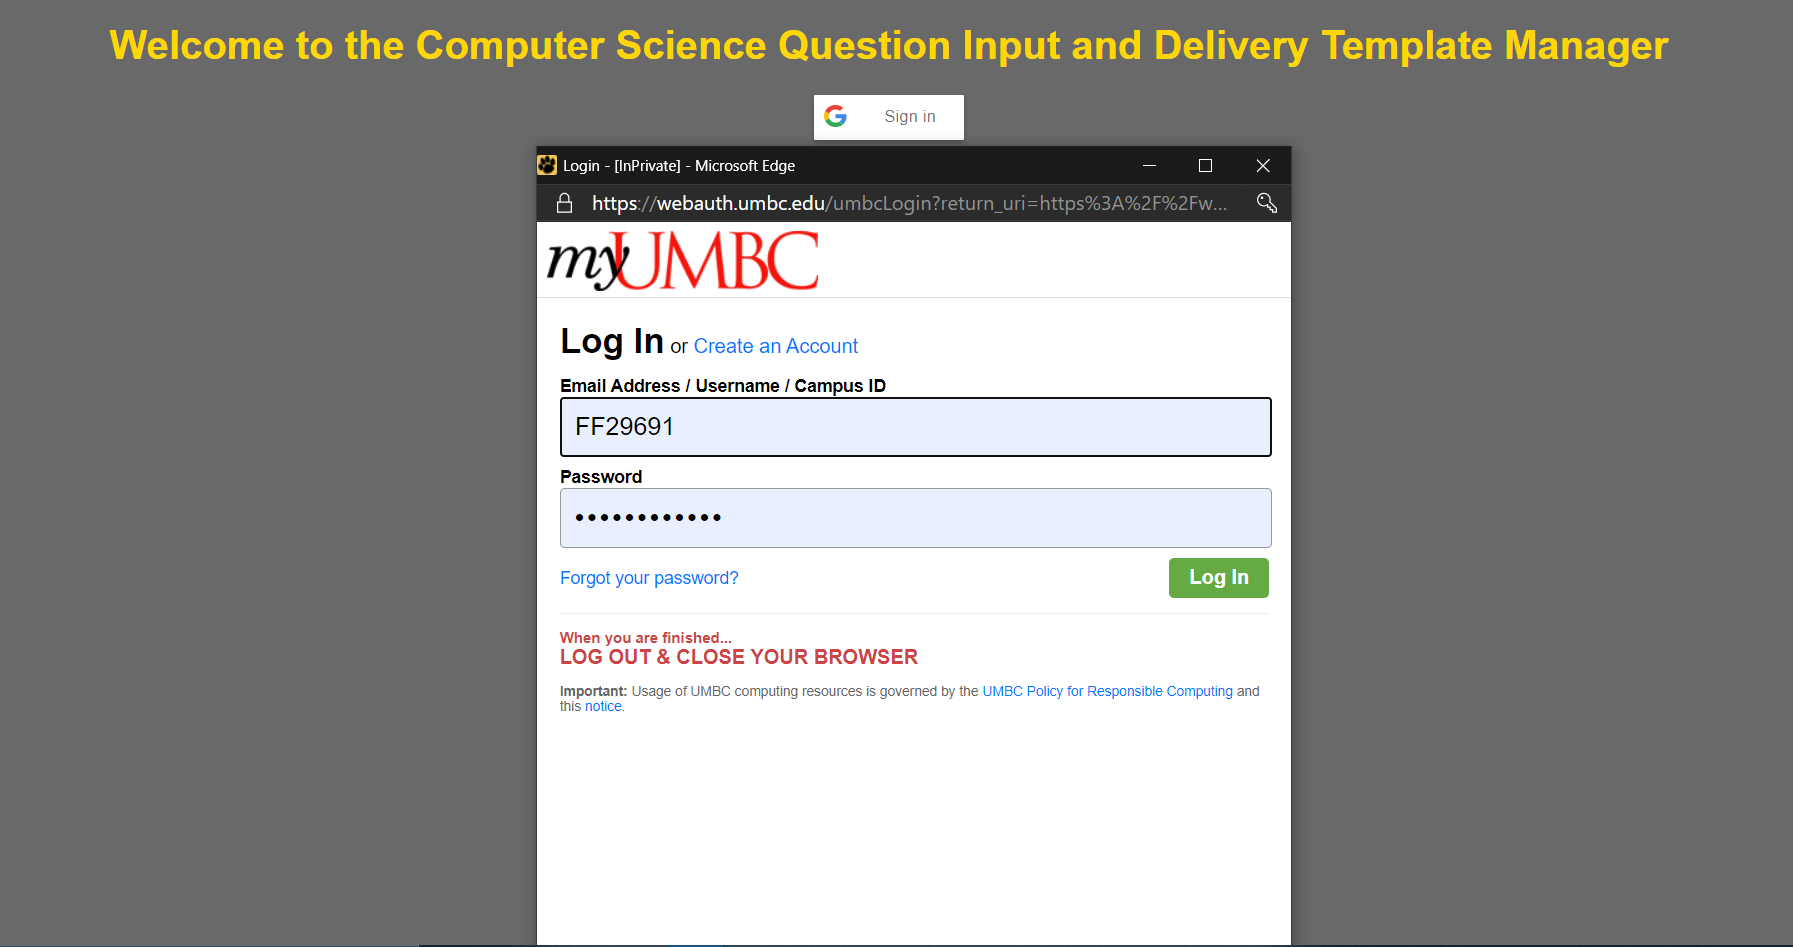 Welcome to the Computer Science Question Input and Delivery Template Manager
Sign in
Login - [InPrivate] - Microsoft Edge
https://webauth.umbc.edu/umbcLogin?return_uri=https%3A%2F%2Fw...
myUMBC
Log In or Create an Account
Email Address / Username / Campus ID
FF29691
Password
••••••••••••
Forgot your password?
Log In
When you are finished...
LOG OUT & CLOSE YOUR BROWSER
Important: Usage of UMBC computing resources is governed by the UMBC Policy for Responsible Computing and
this notice.